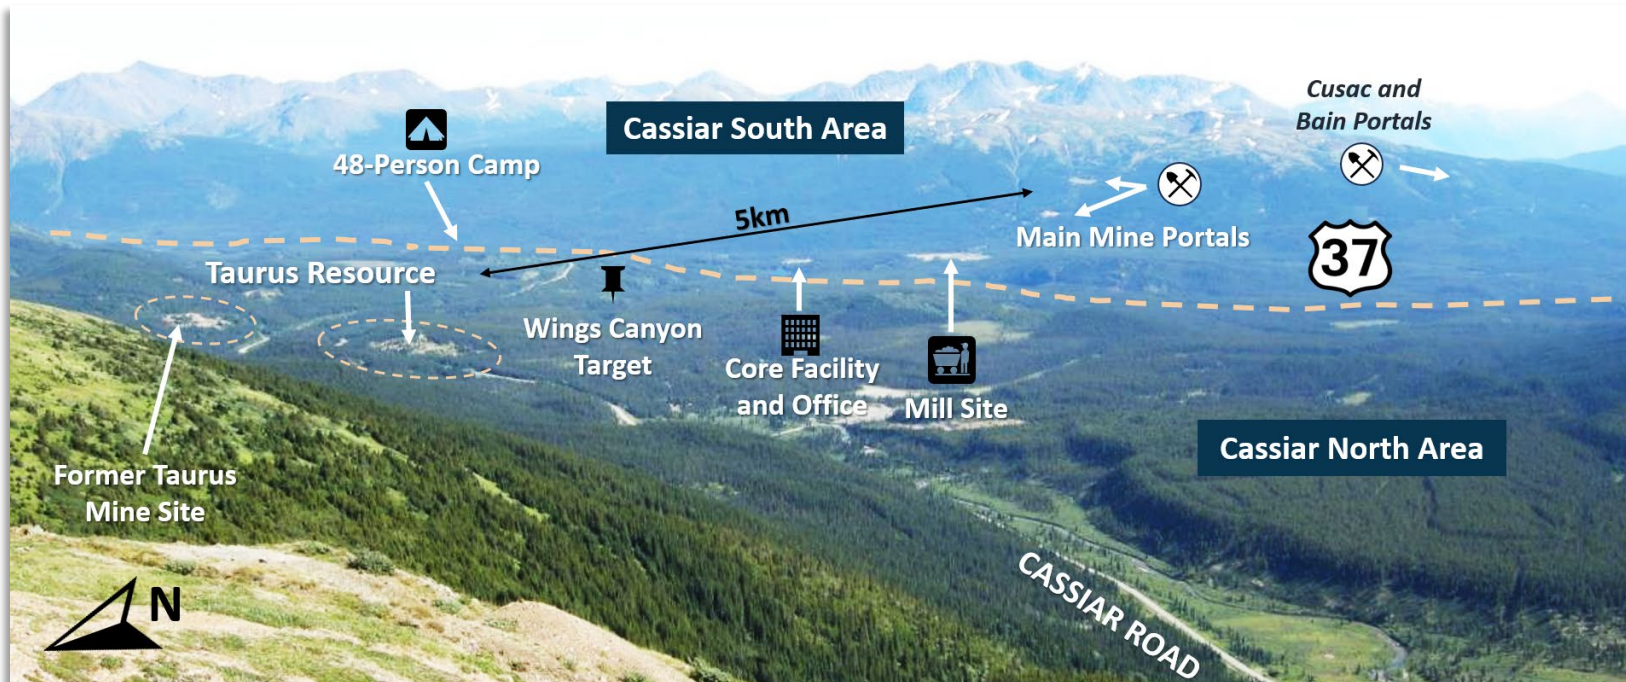 Cusac and
Bain Portals
Cassiar South Area
48-Person Camp
5km
Main Mine Portals
37
Taurus Resource
Wings Canyon
Target
Core Facility
and Office
Mill Site
Cassiar North Area
Former Taurus
Mine Site
CASSIAR ROAD
N